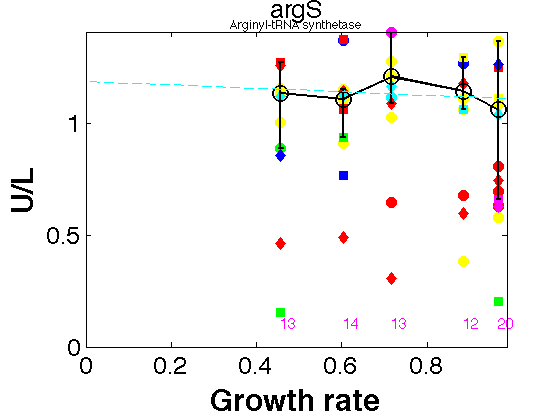 argS
Arginyl-tRNA synthetase
U/L
1
0.5
0
13 14 13 12 20
0 0.2 0.4 0.6 0.8
Growth rate